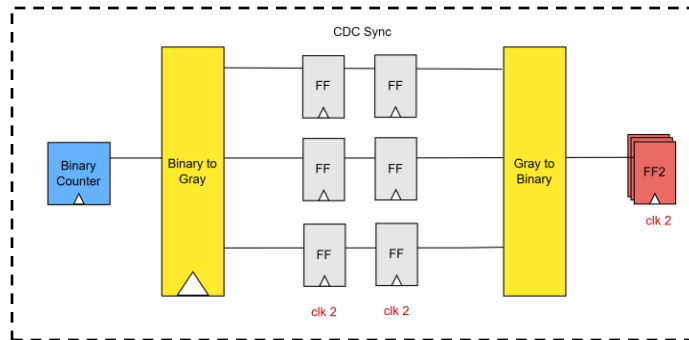 CDC Sync
FF
FF
Binary
Counter
Binary to
Gray
FF
FF
Gray to
Binary
FF2
clk 2
FF
FF
clk 2
clk 2